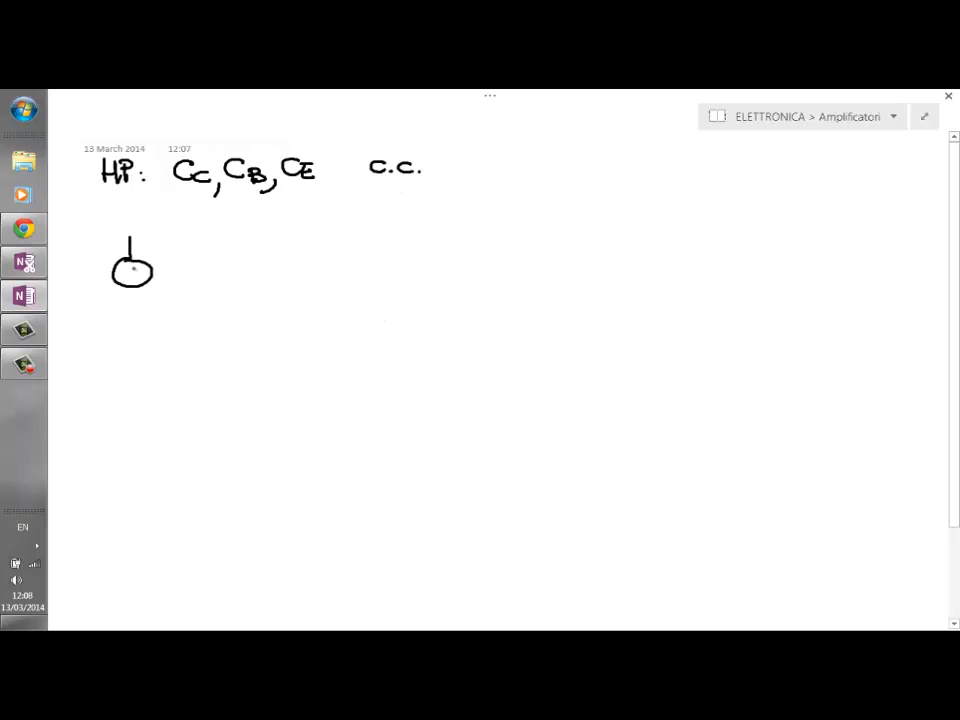 ELETTRONICA > Amplificatori
13 March 2014 12:07
HP: CC, CB, CE c.c.
EN
12:08
13/03/2014